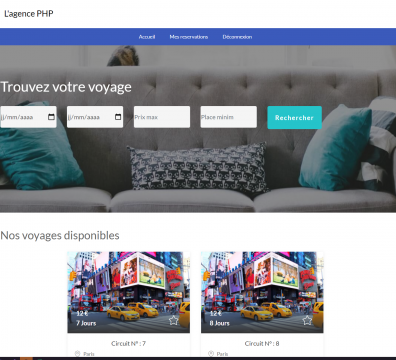 L'agence PHP
Accueil Mes reservations Déconnexion
Trouvez votre voyage
jj/mm/aaaa jj/mm/aaaa Prix max Place minim Rechercher
Nos voyages disponibles
12 € 12 €
7 Jours 8 Jours
Circuit N° : 7 Circuit N° : 8
Paris Paris